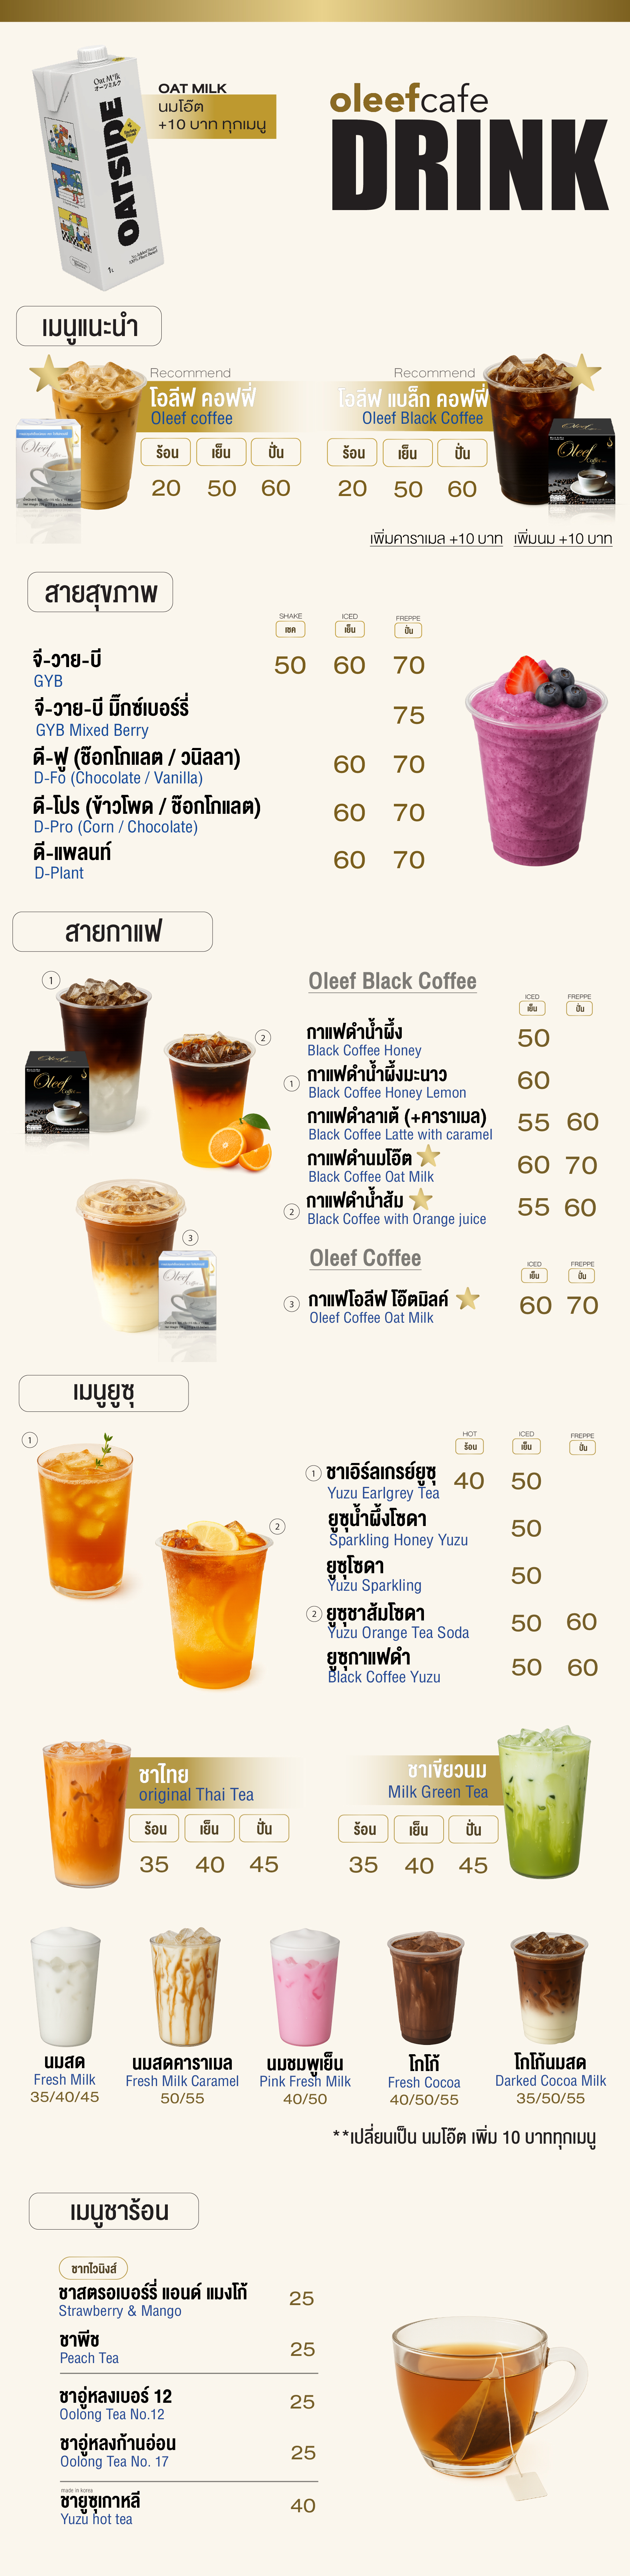 OAT MILK
นมโอ๊ต
+10 บาท ทุกเมนู
Oat M*lk
オーツミルク
OATSIDE
oleefcafe
DRINK
เมนูแนะนำ
Recommend
โอลีฟ คอฟฟี่
Oleef coffee
ร้อน เย็น ปั่น
20 50 60
Recommend
โอลีฟ แบล็ก คอฟฟี่
Oleef Black Coffee
ร้อน เย็น ปั่น
20 50 60
Oleef
Oleef
เพิ่มคาราเมล +10 บาท เพิ่มนม +10 บาท
สายสุขภาพ
SHAKE ICED FREPPE
เชค เย็น ปั่น
จี-วาย-บี 50 60 70
GYB
จี-วาย-บี มิ๊กซ์เบอร์รี่ 75
GYB Mixed Berry
ดี-ฟู (ช๊อกโกแลต / วนิลลา) 60 70
D-Fo (Chocolate / Vanilla)
ดี-โปร (ข้าวโพด / ช๊อกโกแลต) 60 70
D-Pro (Corn / Chocolate)
ดี-แพลนท์ 60 70
D-Plant
สายกาแฟ
1
2
Oleef
3
Oleef
Oleef Black Coffee
ICED FREPPE
เย็น ปั่น
กาแฟดำน้ำผึ้ง 50
Black Coffee Honey
1 กาแฟดำน้ำผึ้งมะนาว 60
Black Coffee Honey Lemon
กาแฟดำลาเต้ (+คาราเมล) 55 60
Black Coffee Latte with caramel
กาแฟดำนมโอ๊ต 60 70
Black Coffee Oat Milk
2 กาแฟดำน้ำส้ม 55 60
Black Coffee with Orange juice
Oleef Coffee
ICED FREPPE
เย็น ปั่น
3 กาแฟโอลีฟ โอ๊ตมิลค์ 60 70
Oleef Coffee Oat Milk
เมนูยูซุ
1
2
HOT ICED FREPPE
ร้อน เย็น ปั่น
1 ชาเอิร์ลเกรย์ยูซุ 40 50
Yuzu Earlgrey Tea
ยูซุน้ำผึ้งโซดา 50
Sparkling Honey Yuzu
ยูซุโซดา 50
Yuzu Sparkling
2 ยูซุชาส้มโซดา 50 60
Yuzu Orange Tea Soda
ยูซุกาแฟดำ 50 60
Black Coffee Yuzu
ชาไทย
original Thai Tea
ร้อน เย็น ปั่น
35 40 45
ชาเขียวนม
Milk Green Tea
ร้อน เย็น ปั่น
35 40 45
นมสด
Fresh Milk
35/40/45
นมสดคาราเมล
Fresh Milk Caramel
50/55
นมชมพูเย็น
Pink Fresh Milk
40/50
โกโก้
Fresh Cocoa
40/50/55
โกโก้นมสด
Darked Cocoa Milk
35/50/55
**เปลี่ยนเป็น นมโอ๊ต เพิ่ม 10 บาททุกเมนู
เมนูชาร้อน
ชาทไวนิงส์
ชาสตรอเบอร์รี่ แอนด์ แมงโก้ 25
Strawberry & Mango
ชาพีช 25
Peach Tea
ชาอู่หลงเบอร์ 12 25
Oolong Tea No.12
ชาอู่หลงก้านอ่อน 25
Oolong Tea No. 17
made in korea
ชายูซุเกาหลี 40
Yuzu hot tea